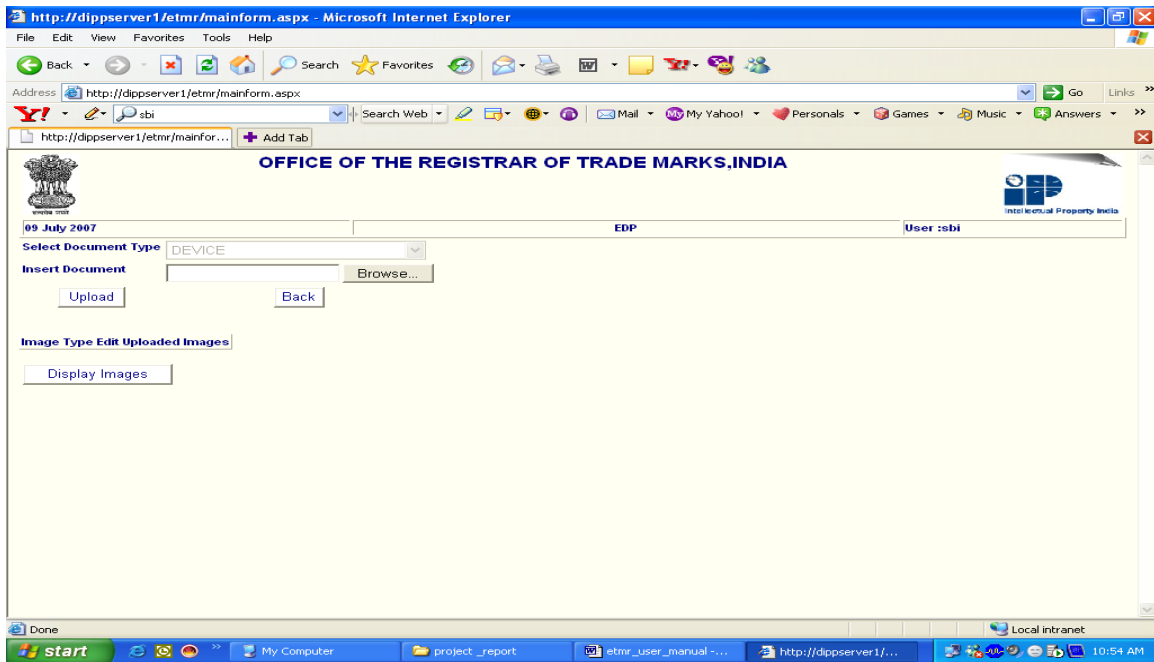 http://dippserver1/etmr/mainform.aspx - Microsoft Internet Explorer
File Edit View Favorites Tools Help
Back Search Favorites
Address http://dippserver1/etmr/mainform.aspx Go Links »
Y! sbi Search Web Mail My My Yahoo! Personals Games Music Answers »
http://dippserver1/etmr/mainfor... Add Tab
OFFICE OF THE REGISTRAR OF TRADE MARKS,INDIA
सत्यमेव जयते
Intellectual Property India
09 July 2007 EDP User :sbi
Select Document Type DEVICE
Insert Document Browse...
Upload Back
Image Type Edit Uploaded Images
Display Images
Done Local intranet
start » My Computer project _report etmr_user_manual -... http://dippserver1/... 10:54 AM